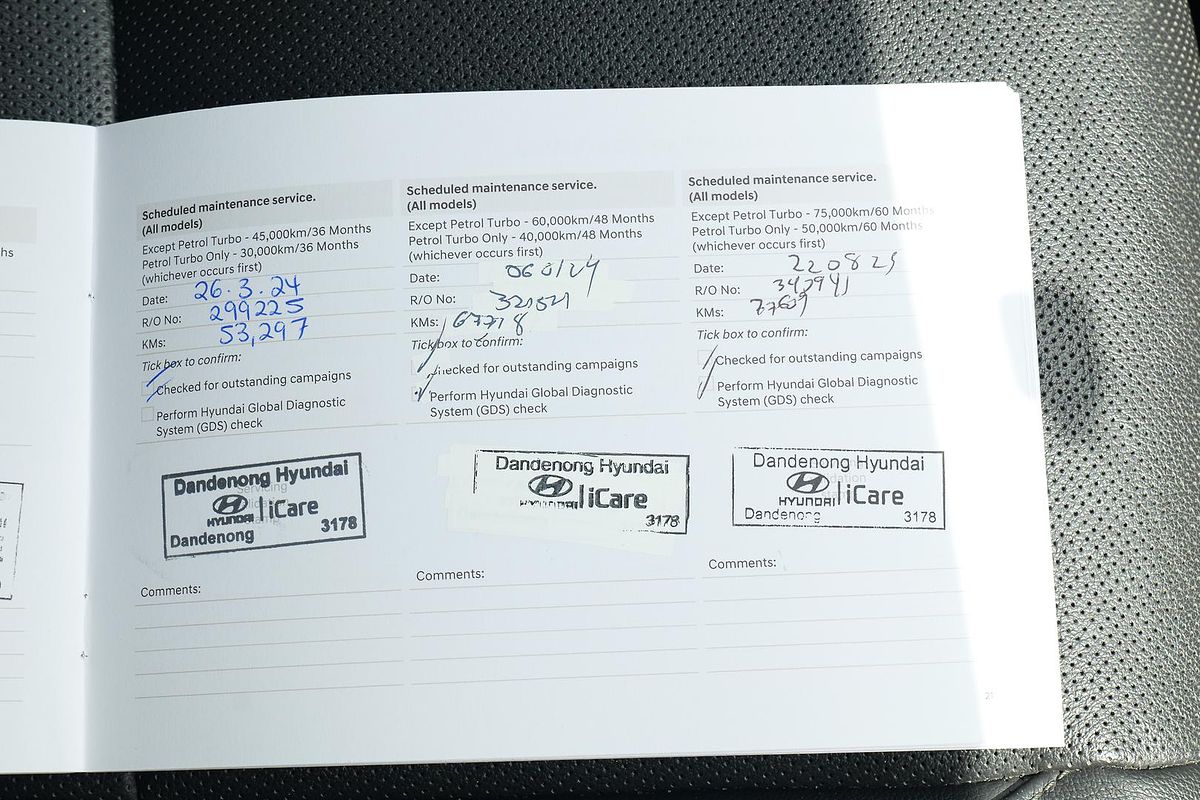 hs
Scheduled maintenance service.
(All models)
Except Petrol Turbo - 45,000km/36 Months
Petrol Turbo Only - 30,000km/36 Months
(whichever occurs first)
Date: 26.3.24
R/O No: 299225
KMs: 53,297
Tick box to confirm:
Checked for outstanding campaigns
Perform Hyundai Global Diagnostic
System (GDS) check
Dandenong Hyundai
HYUNDAI iCare
Dandenong 3178
Comments:
Scheduled maintenance service.
(All models)
Except Petrol Turbo - 60,000km/48 Months
Petrol Turbo Only - 40,000km/48 Months
(whichever occurs first)
Date:
R/O No:
KMs:
Tick box to confirm:
Checked for outstanding campaigns
Perform Hyundai Global Diagnostic
System (GDS) check
Dandenong Hyundai
HYUNDAI iCare
3178
Comments:
Scheduled maintenance service.
(All models)
Except Petrol Turbo - 75,000km/60 Months
Petrol Turbo Only - 50,000km/60 Months
(whichever occurs first)
Date: 220825
R/O No: 342941
KMs:
Tick box to confirm:
Checked for outstanding campaigns
Perform Hyundai Global Diagnostic
System (GDS) check
Dandenong Hyundai
HYUNDAI iCare
Dandenong 3178
Comments:
21